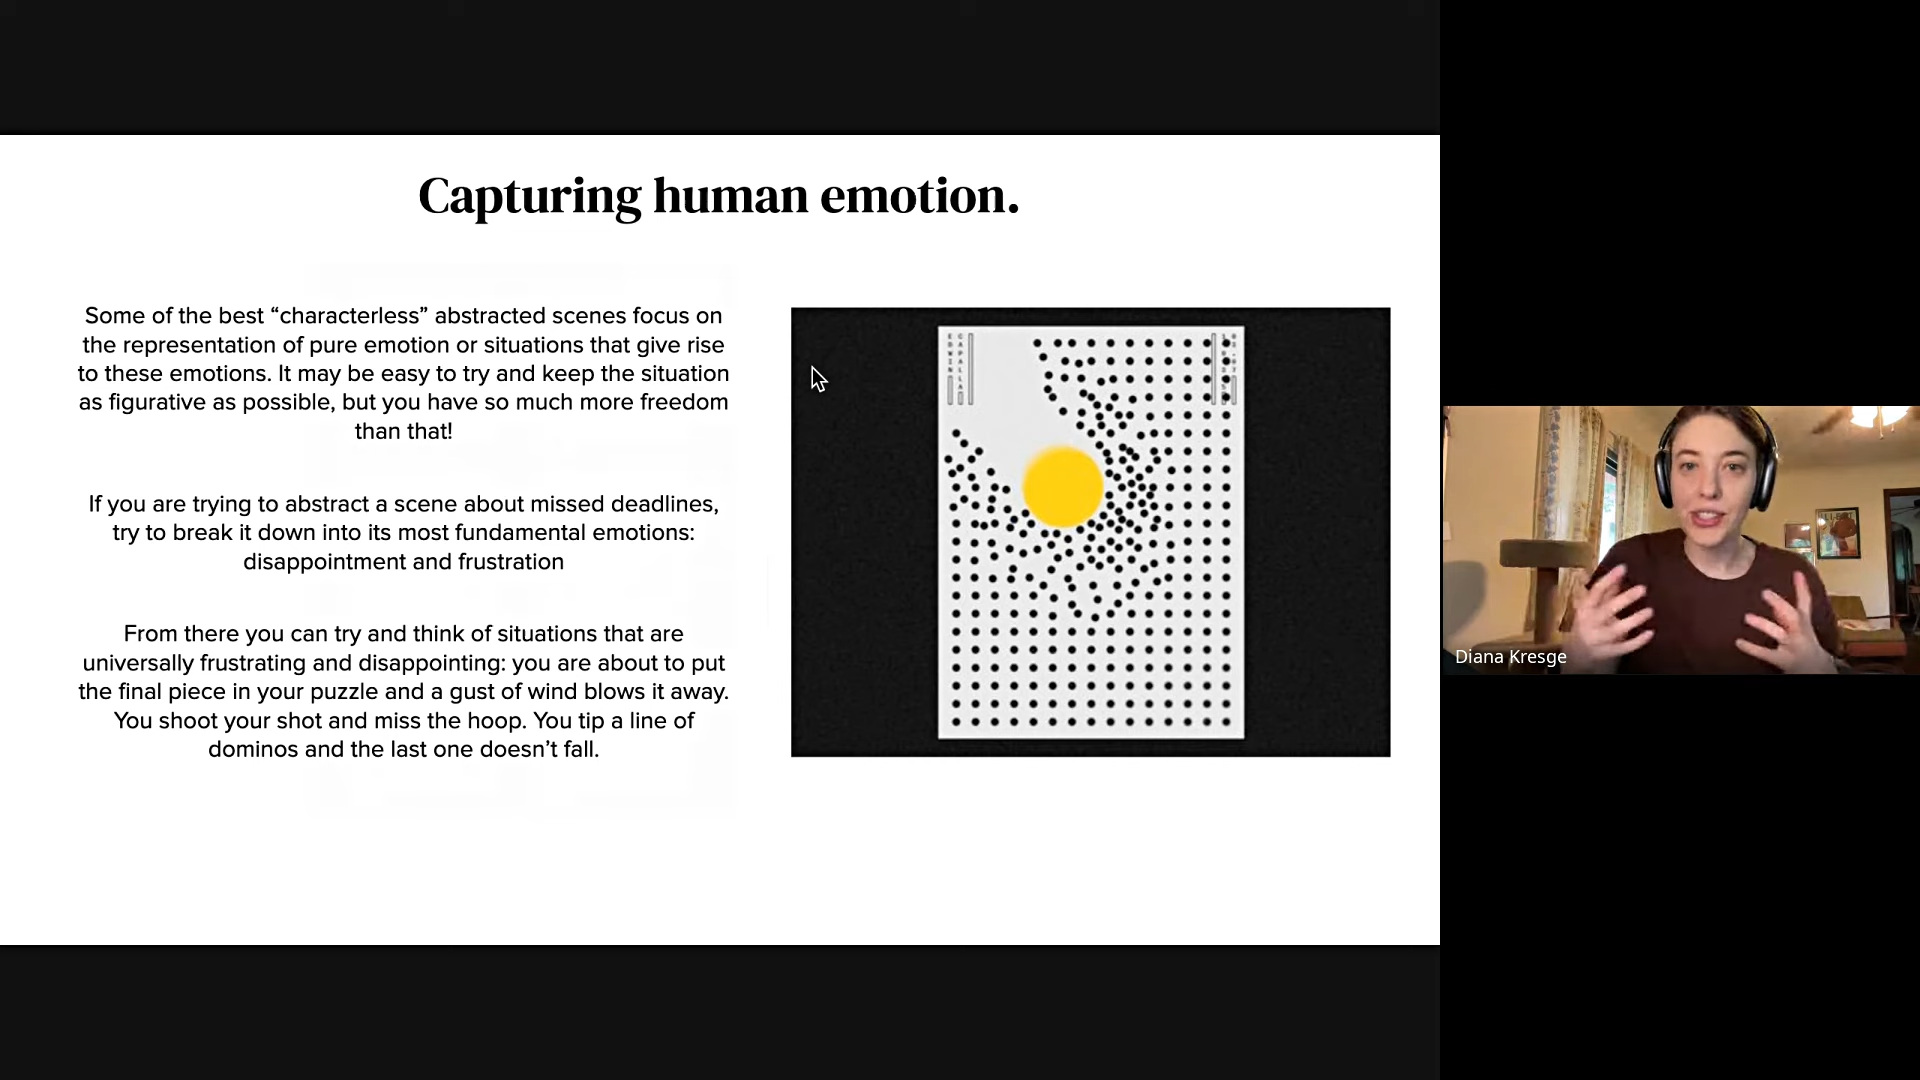 Capturing human emotion.
Some of the best “characterless” abstracted scenes focus on
the representation of pure emotion or situations that give rise
to these emotions. It may be easy to try and keep the situation
as figurative as possible, but you have so much more freedom
than that!
If you are trying to abstract a scene about missed deadlines,
try to break it down into its most fundamental emotions:
disappointment and frustration
From there you can try and think of situations that are
universally frustrating and disappointing: you are about to put
the final piece in your puzzle and a gust of wind blows it away.
You shoot your shot and miss the hoop. You tip a line of
dominos and the last one doesn’t fall.
EDWIN
CAPALLA
Diana Kresge